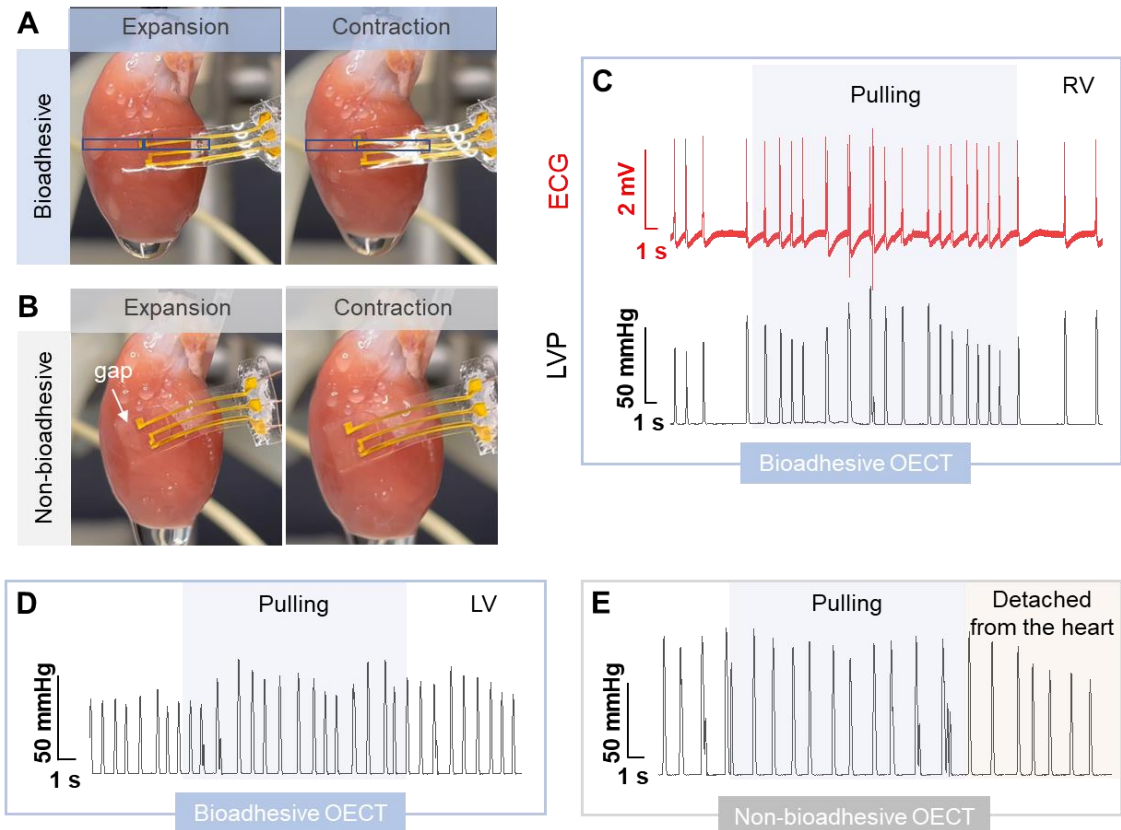 A
Expansion
Contraction
Bioadhesive
B
Expansion
Contraction
gap
Non-bioadhesive
C
Pulling
RV
ECG
2 mV
1 s
LVP
50 mmHg
1 s
Bioadhesive OECT
D
Pulling
LV
50 mmHg
1 s
Bioadhesive OECT
E
Pulling
Detached
from the heart
50 mmHg
1 s
Non-bioadhesive OECT